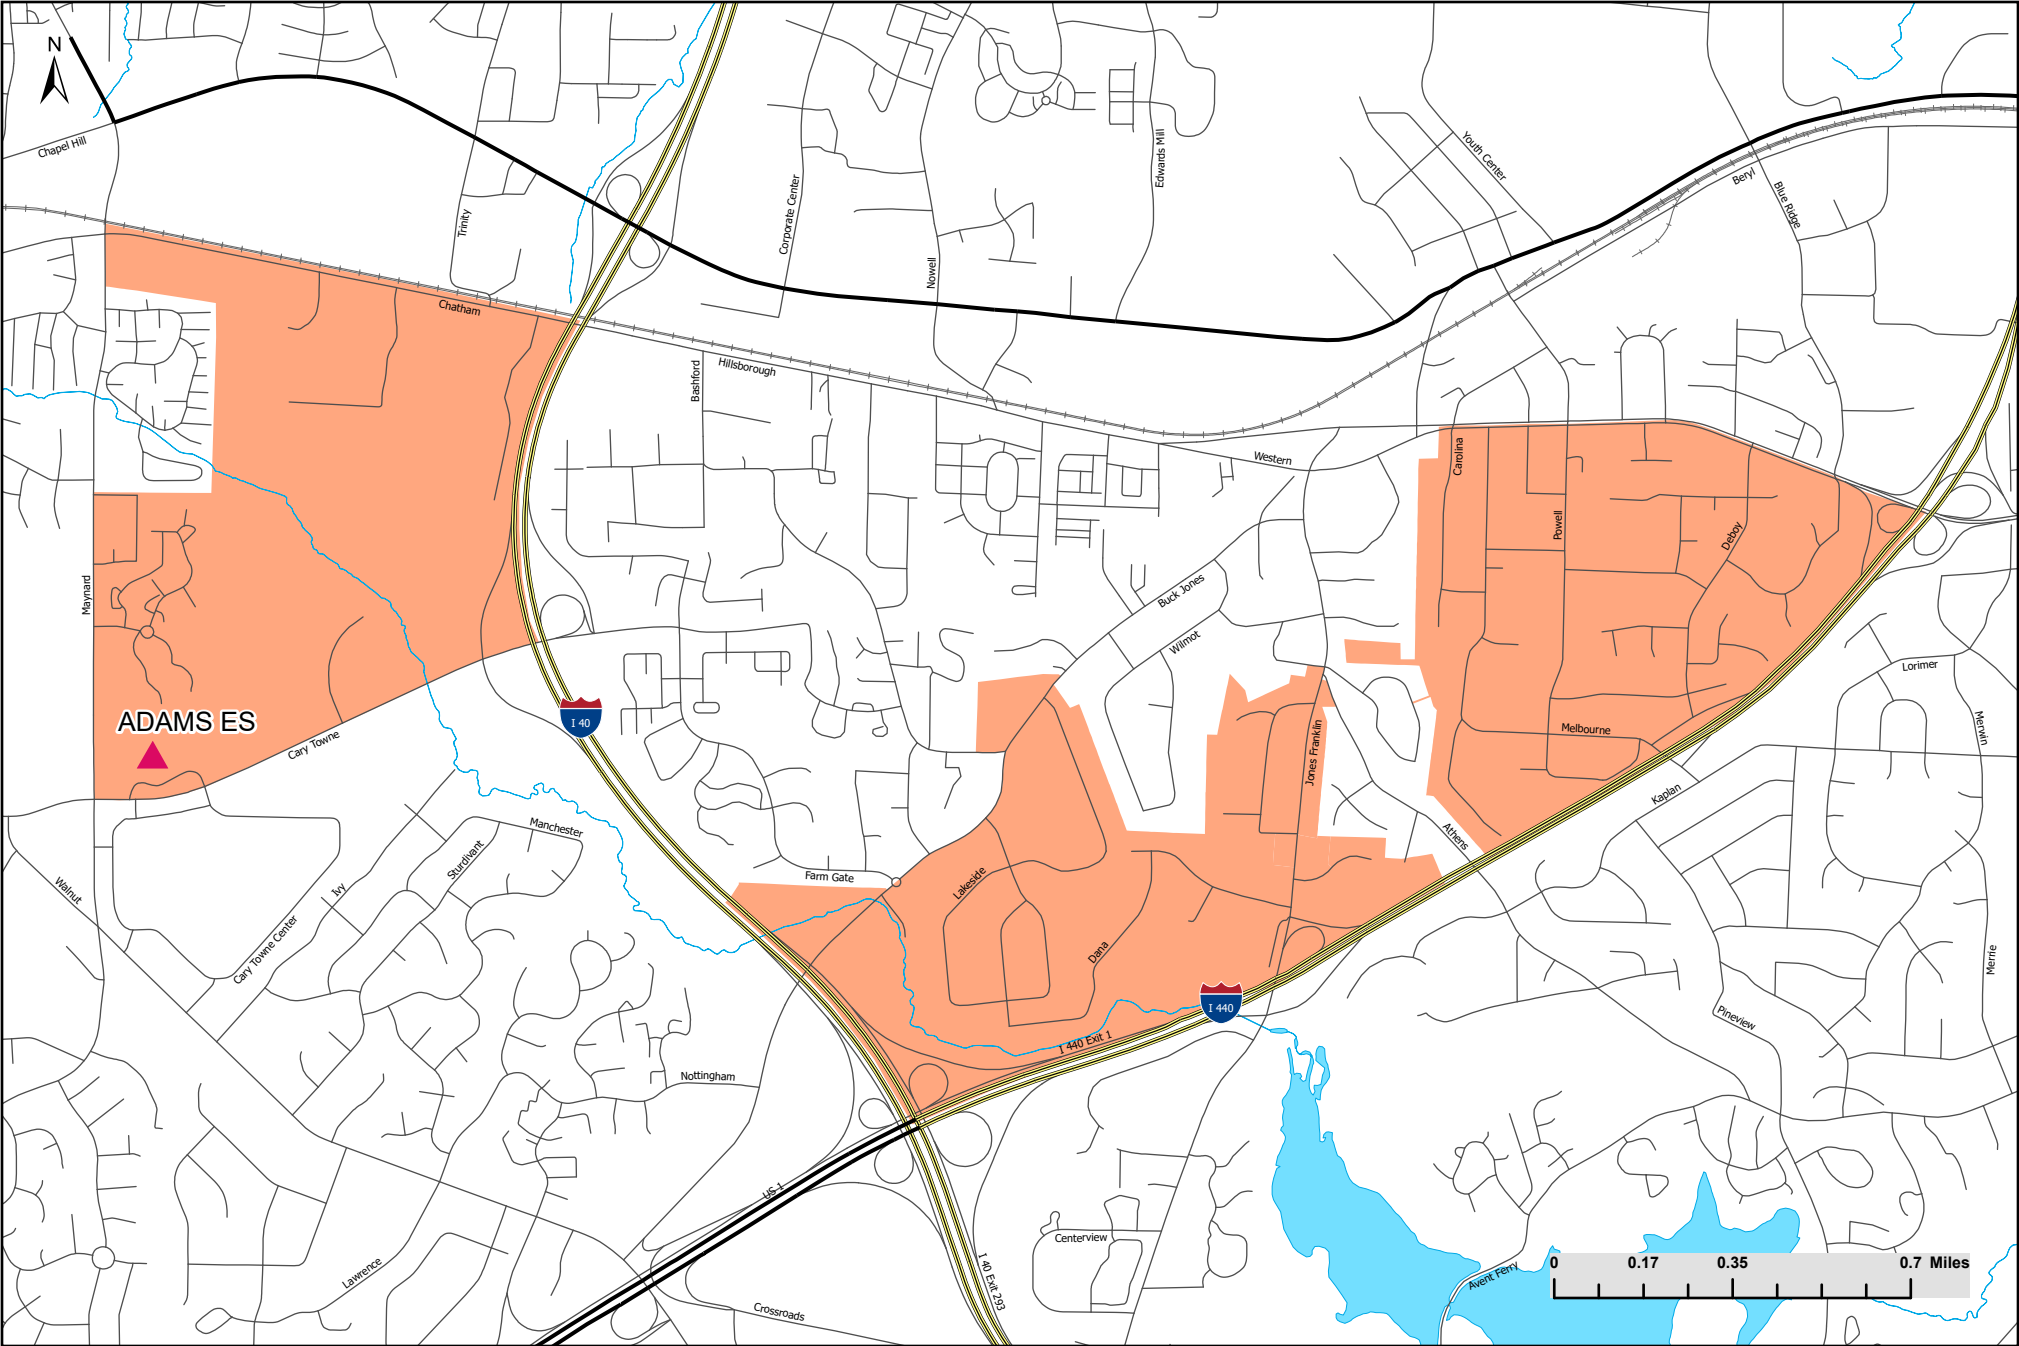 N
Chapel Hill
Trinity
Corporate Center
Nowell
Edwards Mill
Youth Center
Beryl
Blue Ridge
Chatham
Hillsborough
Bashford
Western
Carolina
Powell
Deboy
Maynard
Buck Jones
Wilmot
Lorimer
ADAMS ES
Cary Towne
I 40
Jones Franklin
Melbourne
Merwin
Kaplan
Athens
Manchester
Sturdivant
Ivy
Walnut
Farm Gate
Lakeside
Cary Towne Center
Dana
Merrie
I 440
I 440 Exit 1
Pineview
Nottingham
US 1
Centerview
Lawrence
I 40 Exit 293
Avent Ferry
Crossroads
0 0.17 0.35 0.7 Miles